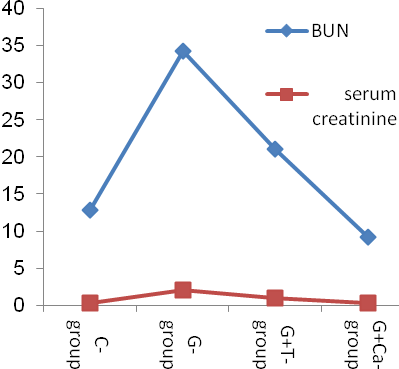 40
35
30
25
20
15
10
5
0
BUN
serum
creatinine
C-
group
G-
group
G+T-
group
G+Ca-
group